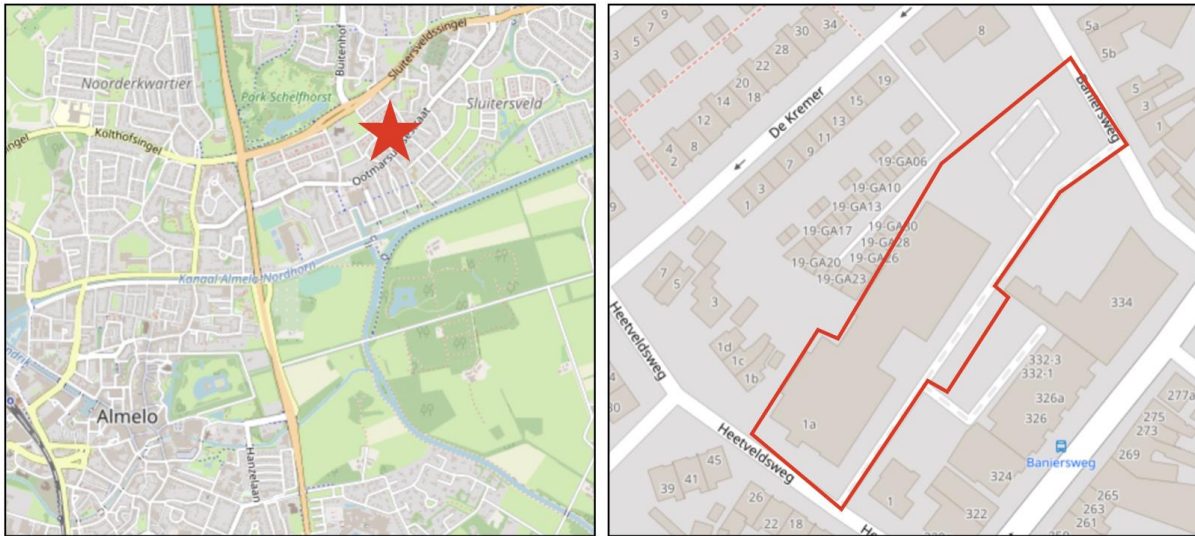 Buitenhof
Sluitersveldssingel
Noorderkwartier
Park Schelfhorst
Sluitersveld
Kolthofsingel
singel
Kanaal Almelo Nordhorn
Almelo
Hanzelaan
7
9
5
3
30
34
28
22
20
18
14
12
8
4
2
19
15
13
11
9
7
3
1
De Kremer
8
5a
5b
5
3
1
Baniersweg
19-GA06
19-GA10
19-GA13
19-GA17
19-GA30
19-GA28
19-GA26
19-GA20
19-GA23
7
5
3
1d
1c
1b
Heetveldsweg
1a
334
332-3
332-1
326a
326
277a
275
273
269
Baniersweg
324
322
265
263
261
Heetveldsweg
45
41
39
26
22
18
1